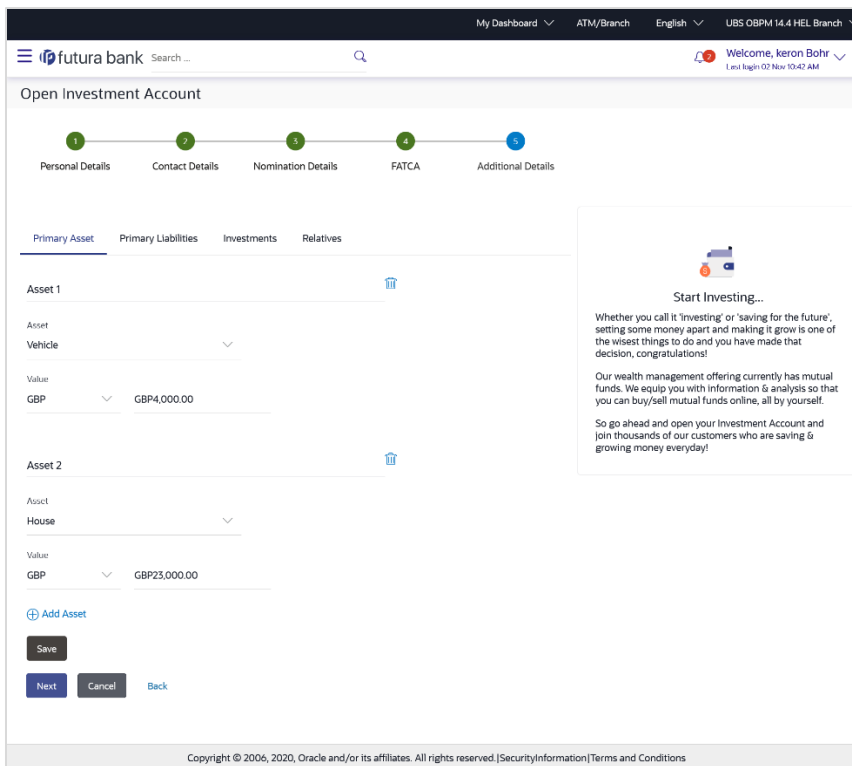 My Dashboard ATM/Branch English UBS OBPM 14.4 HEL Branch
futura bank Search ... 2 Welcome, keron Bohr
Last login 02 Nov 10:42 AM
Open Investment Account
1 2 3 4 5
Personal Details Contact Details Nomination Details FATCA Additional Details
Primary Asset Primary Liabilities Investments Relatives
Asset 1
Asset
Vehicle
Value
GBP GBP4,000.00
Asset 2
Asset
House
Value
GBP GBP23,000.00
Add Asset
Save
Next Cancel Back
Start Investing...
Whether you call it 'investing' or 'saving for the future',
setting some money apart and making it grow is one of
the wisest things to do and you have made that
decision, congratulations!
Our wealth management offering currently has mutual
funds. We equip you with information & analysis so that
you can buy/sell mutual funds online, all by yourself.
So go ahead and open your Investment Account and
join thousands of our customers who are saving &
growing money everyday!
Copyright © 2006, 2020, Oracle and/or its affiliates. All rights reserved.|SecurityInformation|Terms and Conditions